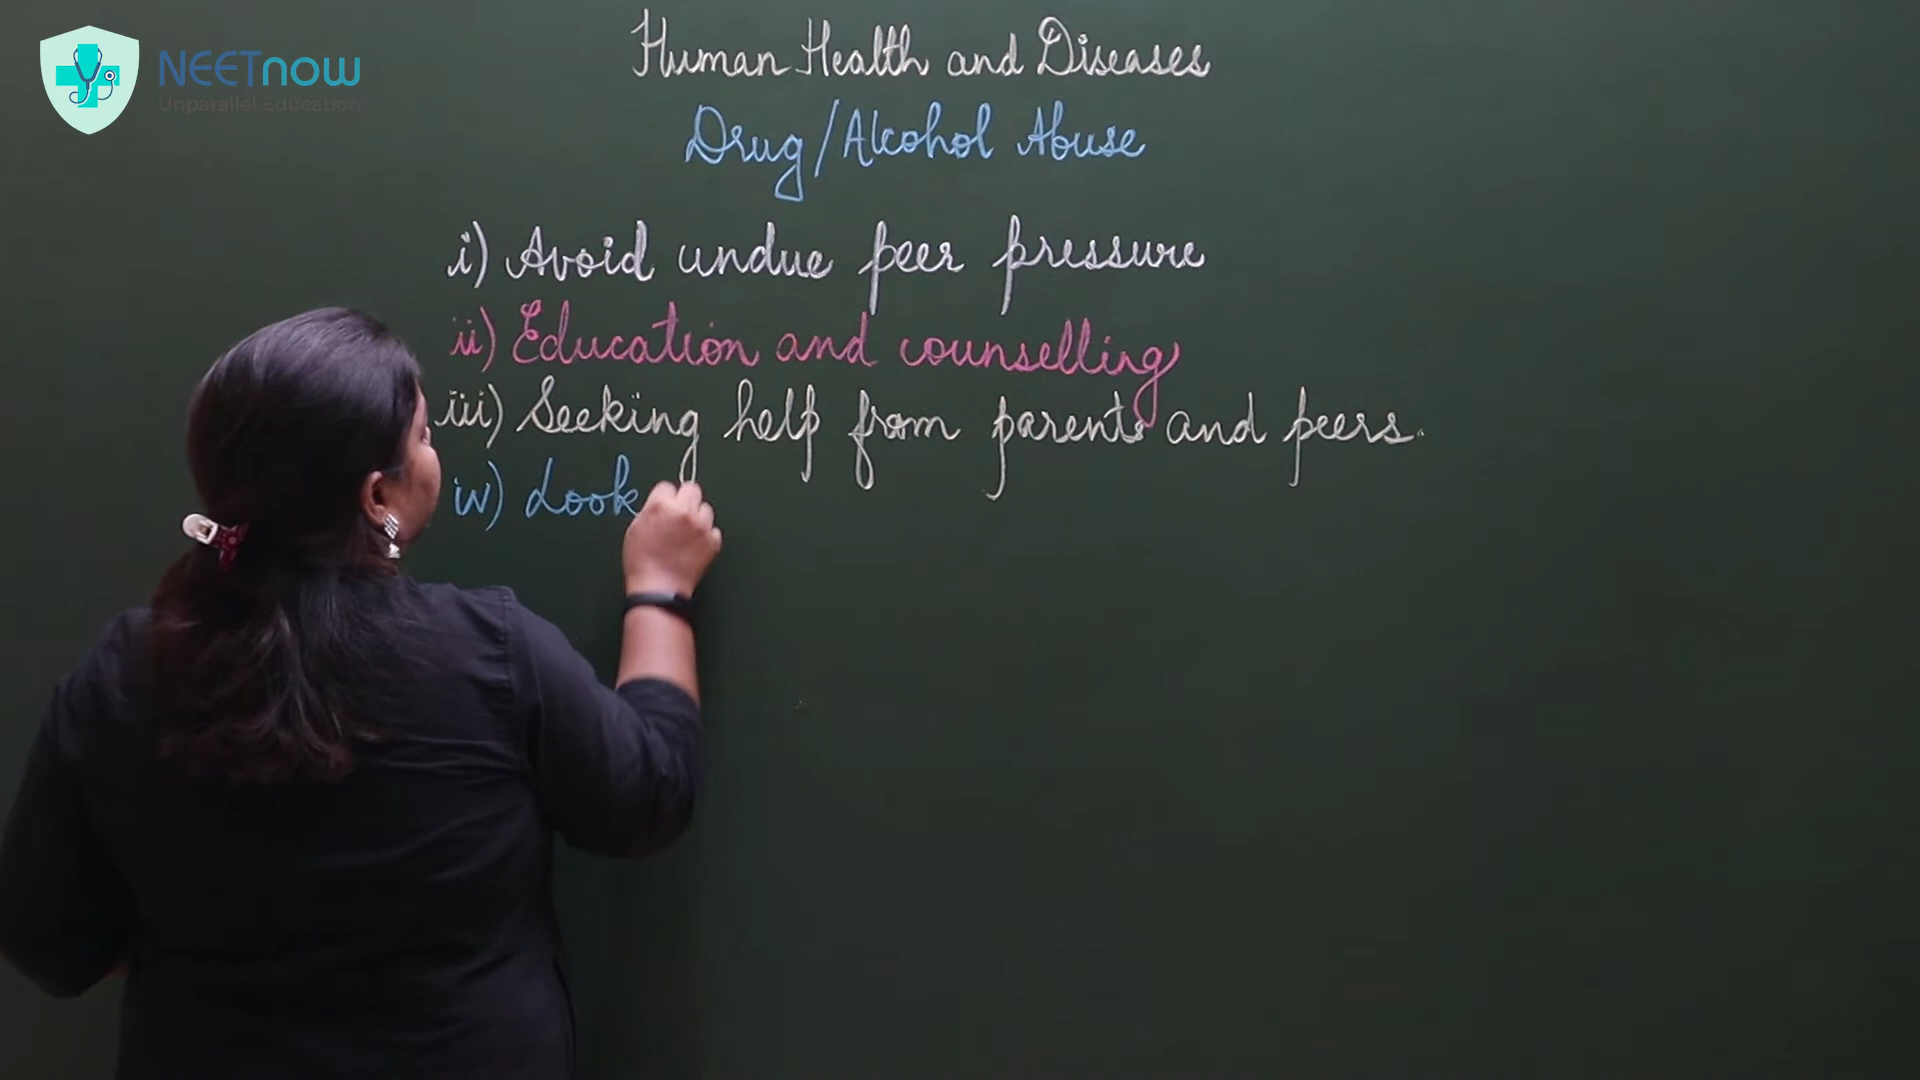 NEETnow
Unparallel Education
Human Health and Diseases
Drug/Alcohol Abuse
i) Avoid undue peer pressure
ii) Education and counselling
iii) Seeking help from parents and peers.
iv) Look